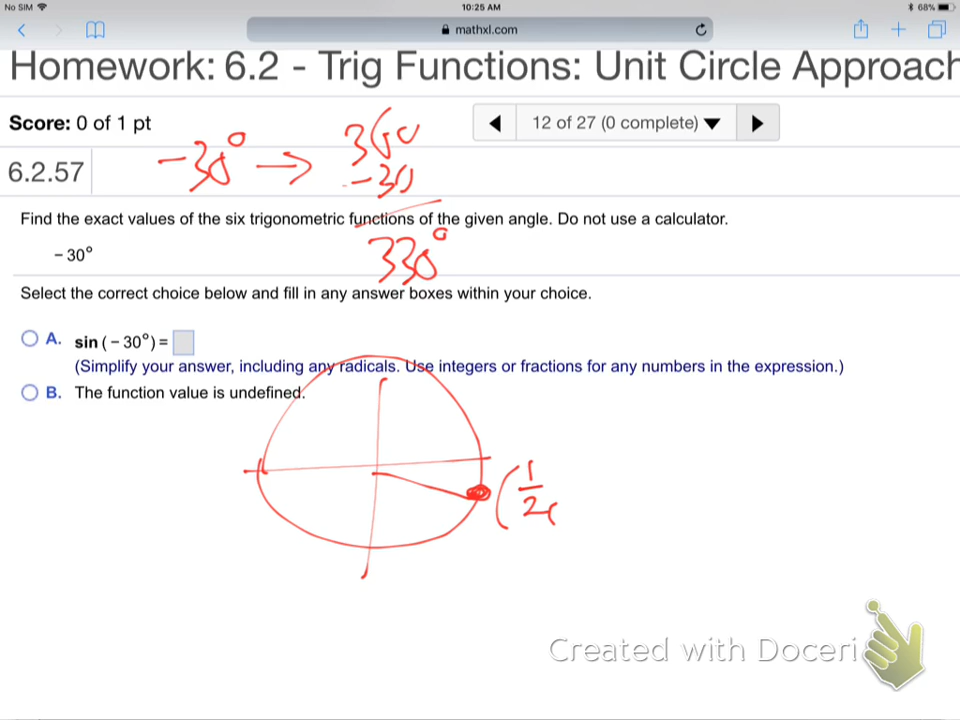 No SIM 10:25 AM 68%
mathxl.com
Homework: 6.2 - Trig Functions: Unit Circle Approach
Score: 0 of 1 pt
12 of 27 (0 complete)
6.2.57
-30° → 360
-30
330°
Find the exact values of the six trigonometric functions of the given angle. Do not use a calculator.
− 30°
Select the correct choice below and fill in any answer boxes within your choice.
A. sin ( − 30°) =
(Simplify your answer, including any radicals. Use integers or fractions for any numbers in the expression.)
B. The function value is undefined.
(1/2,
Created with Doceri